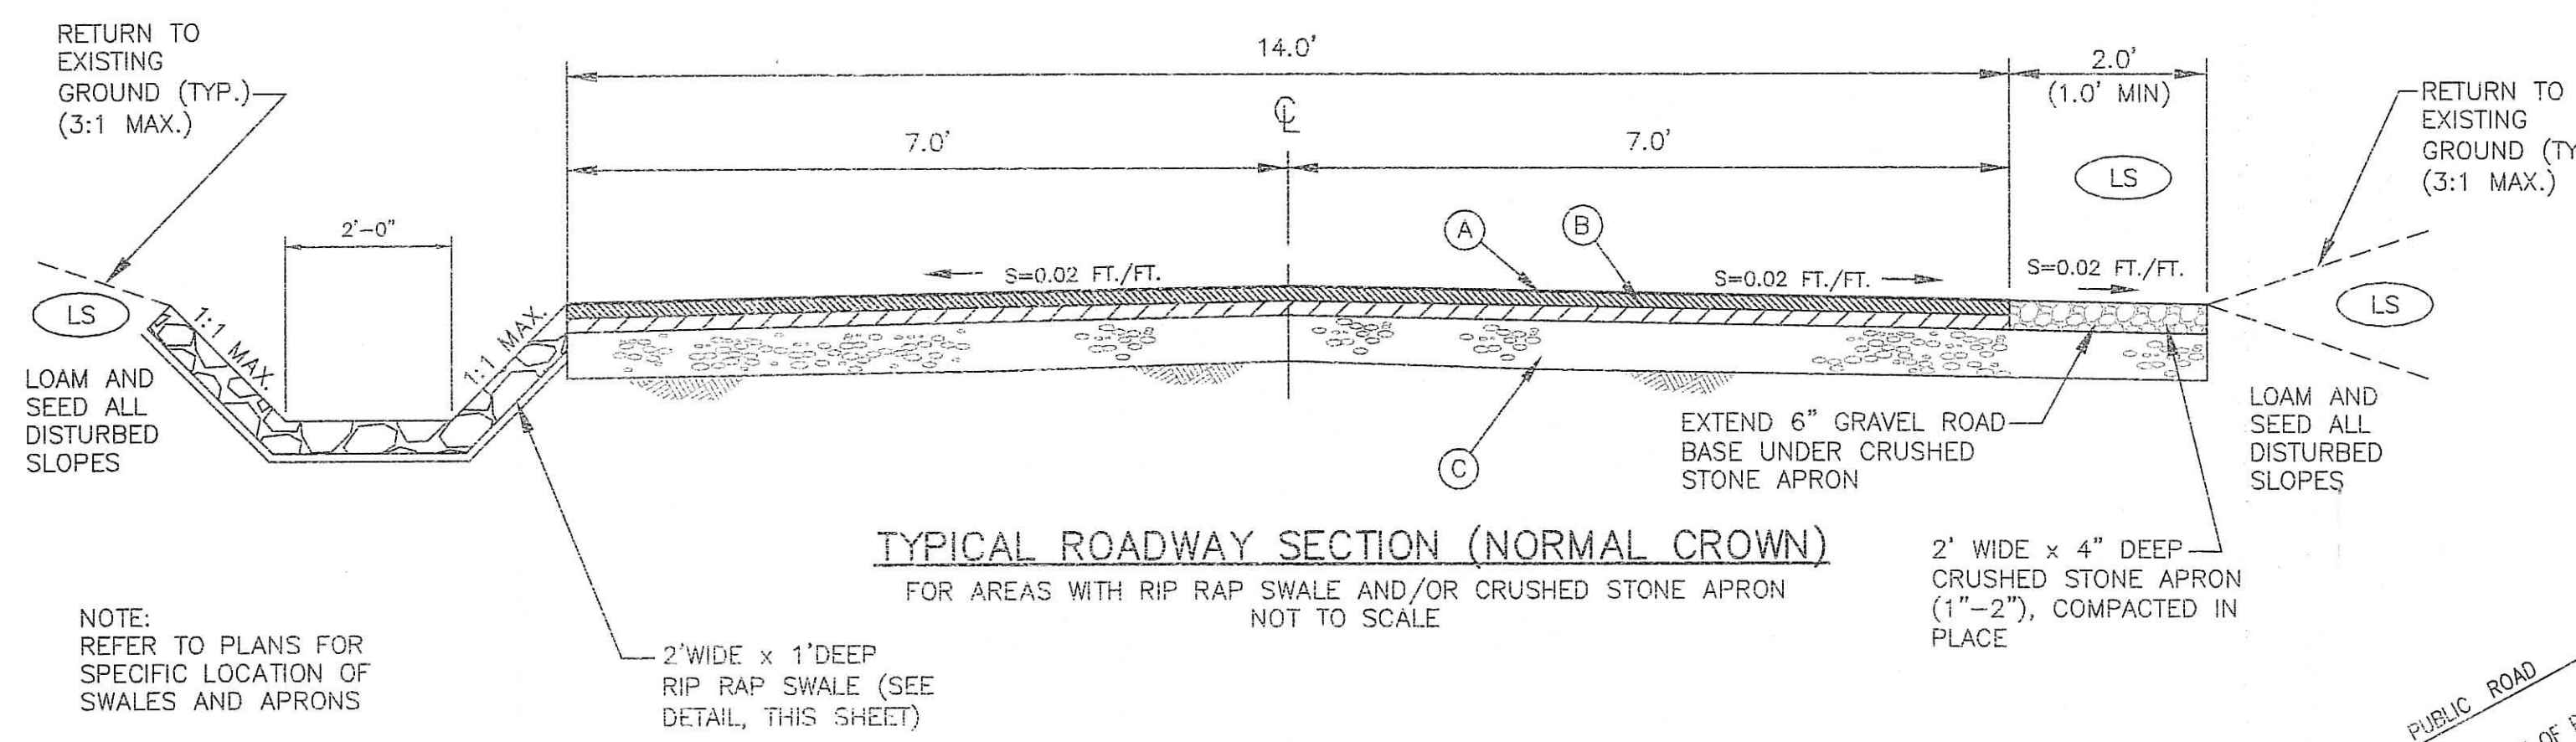 RETURN TO
EXISTING
GROUND (TYP.)
(3:1 MAX.)
14.0'
2.0'
(1.0' MIN)
RETURN TO
EXISTING
(3:1 MAX.)
GROUND
℄
7.0'
7.0'
LS
2'-0"
A
B
S=0.02 FT./FT.
S=0.02 FT./FT.
S=0.02 FT./FT.
LS
1:1 MAX.
1:1 MAX.
LS
LOAM AND
SEED ALL
DISTURBED
SLOPES
C
EXTEND 6" GRAVEL ROAD
BASE UNDER CRUSHED
STONE APRON
LOAM AND
SEED ALL
DISTURBED
SLOPES
TYPICAL ROADWAY SECTION (NORMAL CROWN)
FOR AREAS WITH RIP RAP SWALE AND/OR CRUSHED STONE APRON
NOT TO SCALE
2' WIDE x 4" DEEP
CRUSHED STONE APRON
(1"-2"), COMPACTED IN
PLACE
NOTE:
REFER TO PLANS FOR
SPECIFIC LOCATION OF
SWALES AND APRONS
2'WIDE x 1'DEEP
RIP RAP SWALE (SEE
DETAIL, THIS SHEET)
PUBLIC ROAD
OF